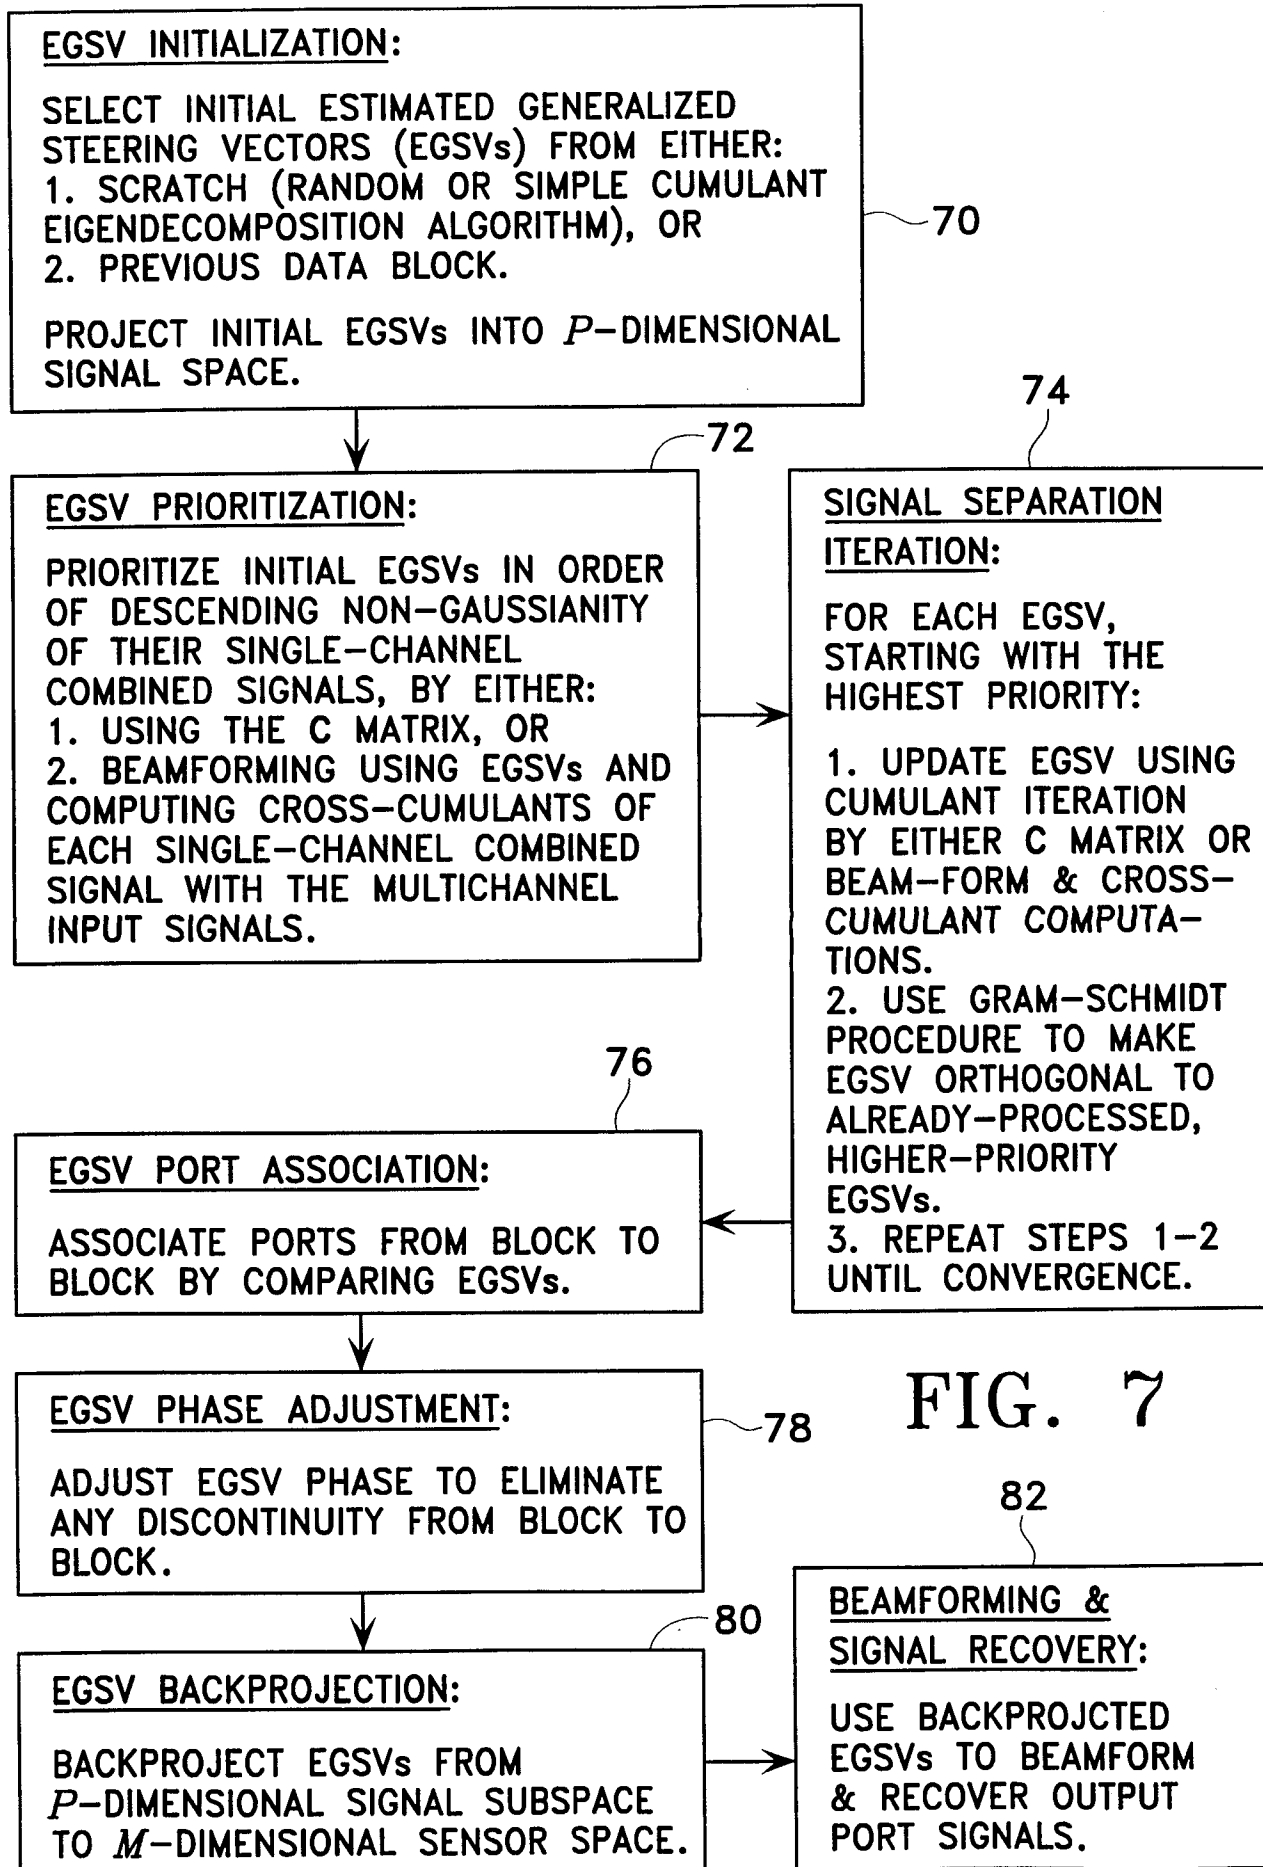 EGSV INITIALIZATION:
SELECT INITIAL ESTIMATED GENERALIZED
STEERING VECTORS (EGSVs) FROM EITHER:
1. SCRATCH (RANDOM OR SIMPLE CUMULANT
EIGENDECOMPOSITION ALGORITHM), OR
2. PREVIOUS DATA BLOCK.
PROJECT INITIAL EGSVs INTO P-DIMENSIONAL
SIGNAL SPACE.
70
72
EGSV PRIORITIZATION:
PRIORITIZE INITIAL EGSVs IN ORDER
OF DESCENDING NON-GAUSSIANITY
OF THEIR SINGLE-CHANNEL
COMBINED SIGNALS, BY EITHER:
1. USING THE C MATRIX, OR
2. BEAMFORMING USING EGSVs AND
COMPUTING CROSS-CUMULANTS OF
EACH SINGLE-CHANNEL COMBINED
SIGNAL WITH THE MULTICHANNEL
INPUT SIGNALS.
74
SIGNAL SEPARATION
ITERATION:
FOR EACH EGSV,
STARTING WITH THE
HIGHEST PRIORITY:
1. UPDATE EGSV USING
CUMULANT ITERATION
BY EITHER C MATRIX OR
BEAM-FORM & CROSS-
CUMULANT COMPUTA-
TIONS.
2. USE GRAM-SCHMIDT
PROCEDURE TO MAKE
EGSV ORTHOGONAL TO
ALREADY-PROCESSED,
HIGHER-PRIORITY
EGSVs.
3. REPEAT STEPS 1-2
UNTIL CONVERGENCE.
76
EGSV PORT ASSOCIATION:
ASSOCIATE PORTS FROM BLOCK TO
BLOCK BY COMPARING EGSVs.
EGSV PHASE ADJUSTMENT:
ADJUST EGSV PHASE TO ELIMINATE
ANY DISCONTINUITY FROM BLOCK TO
BLOCK.
78
FIG. 7
80
EGSV BACKPROJECTION:
BACKPROJECT EGSVs FROM
P-DIMENSIONAL SIGNAL SUBSPACE
TO M-DIMENSIONAL SENSOR SPACE.
82
BEAMFORMING &
SIGNAL RECOVERY:
USE BACKPROJCTED
EGSVs TO BEAMFORM
& RECOVER OUTPUT
PORT SIGNALS.